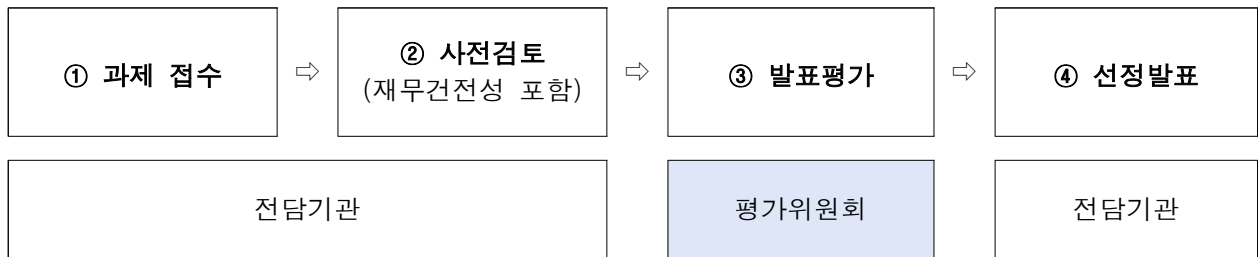 ① 과제 접수
⇨
② 사전검토
(재무건전성 포함)
⇨
③ 발표평가
⇨
④ 선정발표
전담기관
평가위원회
전담기관